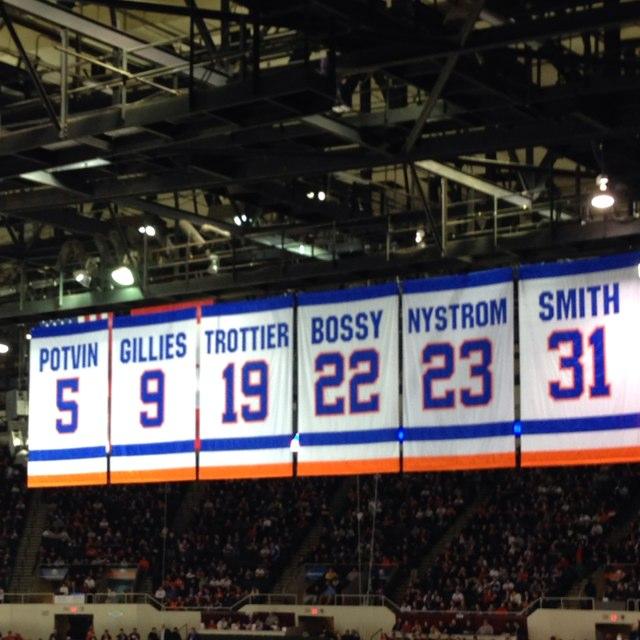 POTVIN
5
GILLIES
9
TROTTIER
19
BOSSY
22
NYSTROM
23
SMITH
31